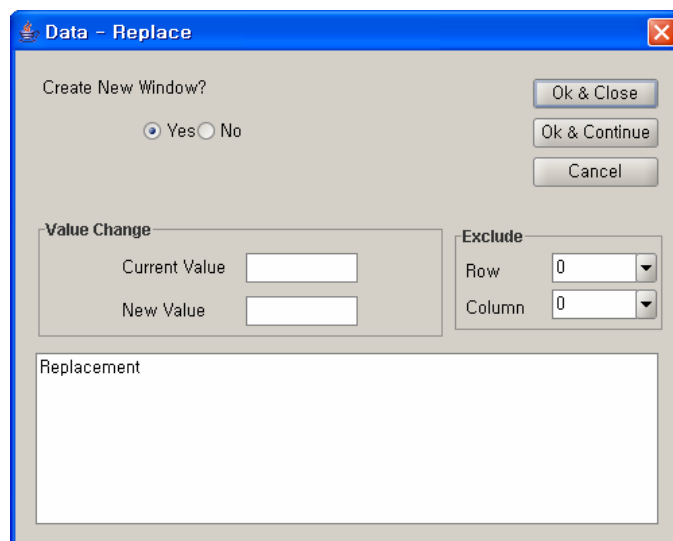 Data - Replace
Create New Window?
Yes No
Ok & Close
Ok & Continue
Cancel
Value Change
Current Value
New Value
Exclude
Row 0
Column 0
Replacement